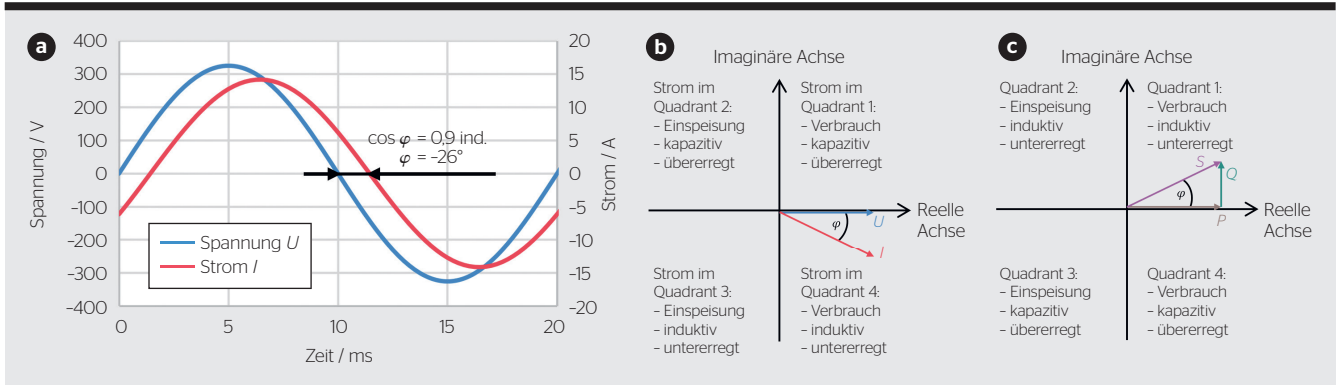 a
400
300
200
100
0
-100
-200
-300
-400
Spannung / V
20
15
10
5
0
-5
-10
-15
-20
Strom / A
cos φ = 0,9 ind.
φ = -26°
Spannung U
Strom I
0
5
10
15
20
Zeit / ms
b
Imaginäre Achse
Strom im
Quadrant 2:
– Einspeisung
– kapazitiv
– übererregt
Strom im
Quadrant 1:
– Verbrauch
– kapazitiv
– übererregt
φ
U
I
Reelle
Achse
Strom im
Quadrant 3:
– Einspeisung
– induktiv
– untererregt
Strom im
Quadrant 4:
– Verbrauch
– induktiv
– untererregt
c
Imaginäre Achse
Quadrant 2:
– Einspeisung
– induktiv
– untererregt
Quadrant 1:
– Verbrauch
– induktiv
– untererregt
S
Q
φ
P
Reelle
Achse
Quadrant 3:
– Einspeisung
– kapazitiv
– übererregt
Quadrant 4:
– Verbrauch
– kapazitiv
– übererregt